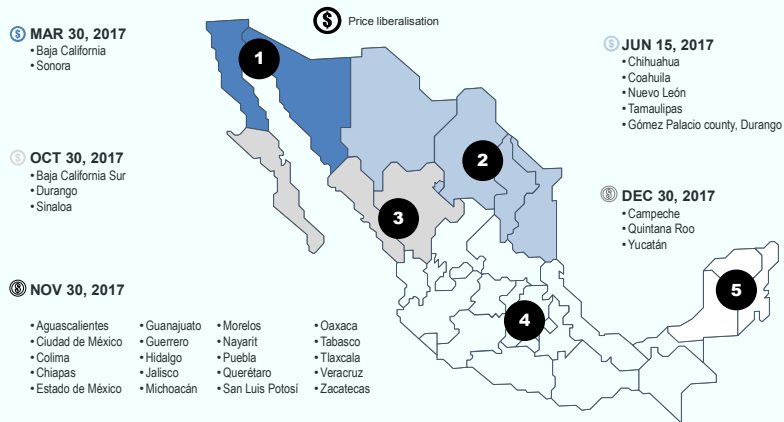 Price liberalisation
MAR 30, 2017
• Baja California
• Sonora
JUN 15, 2017
• Chihuahua
• Coahuila
• Nuevo León
• Tamaulipas
• Gómez Palacio county, Durango
OCT 30, 2017
• Baja California Sur
• Durango
• Sinaloa
DEC 30, 2017
• Campeche
• Quintana Roo
• Yucatán
NOV 30, 2017
• Aguascalientes
• Ciudad de México
• Colima
• Chiapas
• Estado de México
• Guanajuato
• Guerrero
• Hidalgo
• Jalisco
• Michoacán
• Morelos
• Nayarit
• Puebla
• Querétaro
• San Luis Potosí
• Oaxaca
• Tabasco
• Tlaxcala
• Veracruz
• Zacatecas
1
2
3
4
5